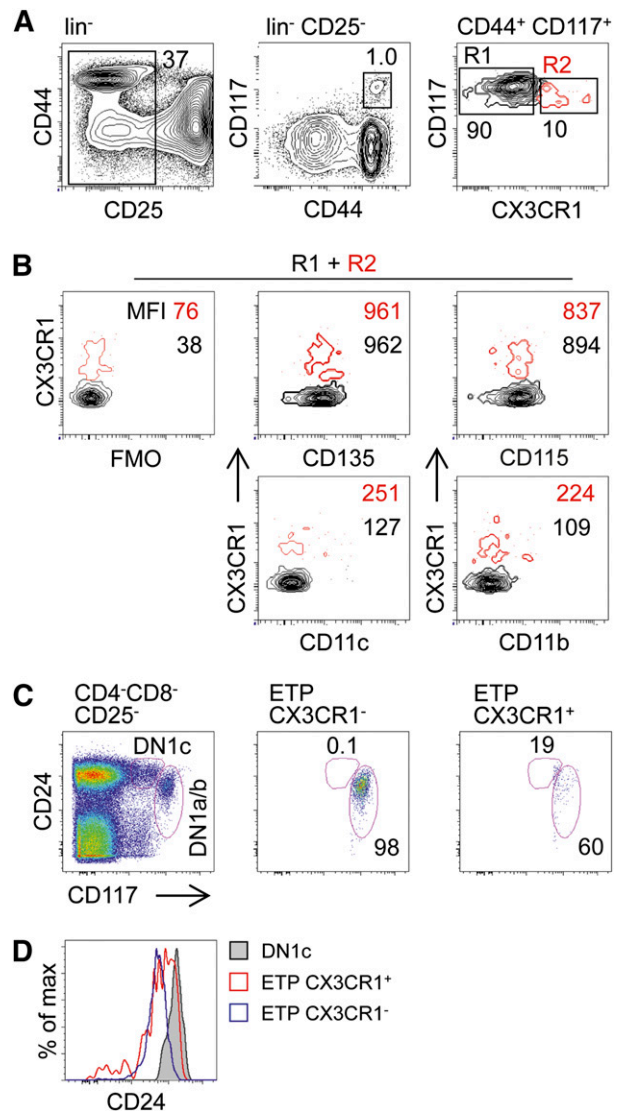 A
lin-
lin- CD25-
CD44+ CD117+
37
1.0
R1
R2
90
10
CD44
CD117
CD117
CD25
CD44
CX3CR1
B
R1 + R2
MFI 76
38
961
962
837
894
CX3CR1
FMO
CD135
CD115
251
127
224
109
CX3CR1
CX3CR1
CD11c
CD11b
C
CD4-CD8-
CD25-
ETP
CX3CR1-
ETP
CX3CR1+
DN1c
DN1a/b
0.1
98
19
60
CD24
CD117
D
% of max
CD24
DN1c
ETP CX3CR1+
ETP CX3CR1-